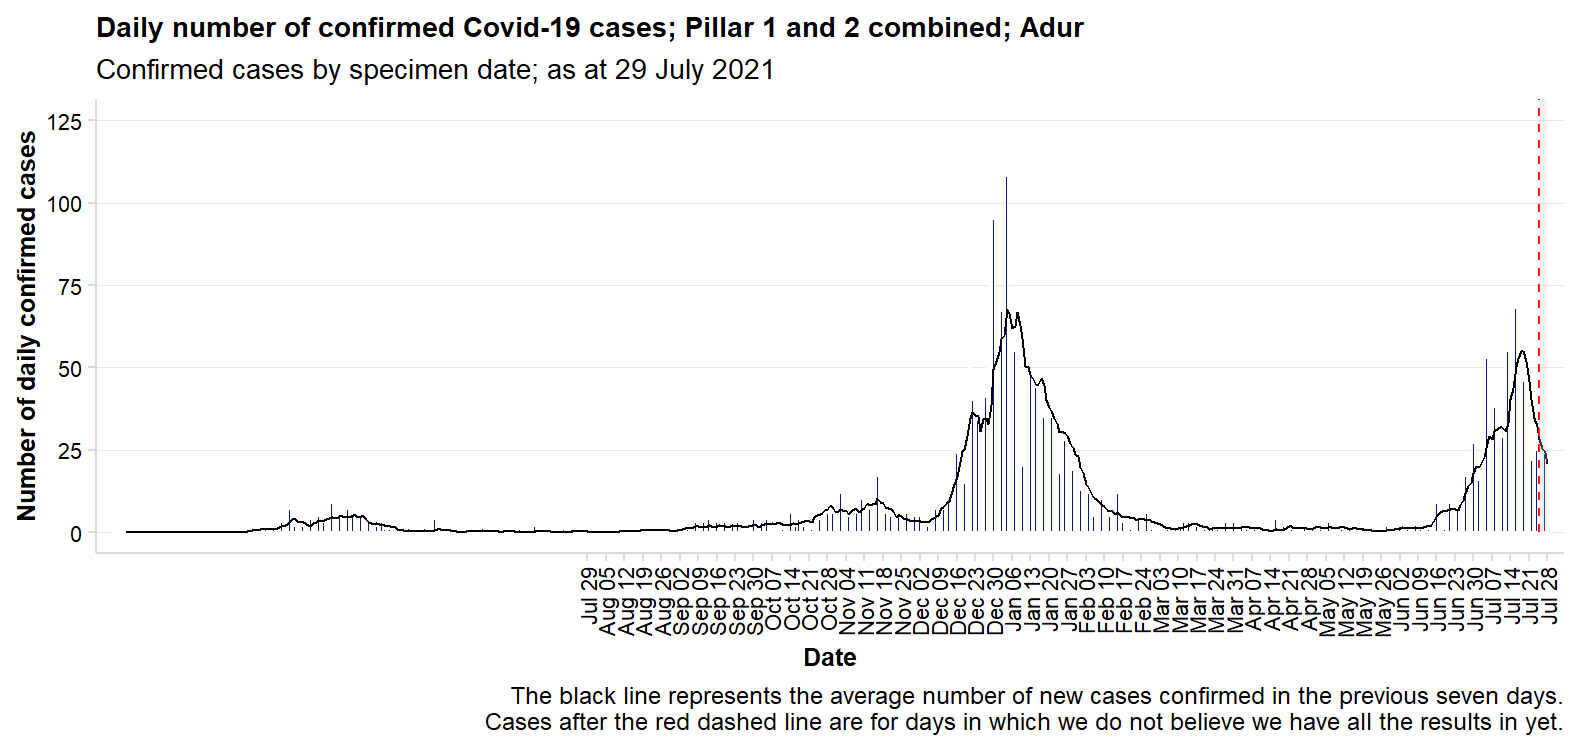 Daily number of confirmed Covid-19 cases; Pillar 1 and 2 combined; Adur
Confirmed cases by specimen date; as at 29 July 2021
Number of daily confirmed cases
125
100
75
50
25
0
Jul 29
Aug 05
Aug 12
Aug 19
Aug 26
Sep 02
Sep 09
Sep 16
Sep 23
Sep 30
Oct 07
Oct 14
Oct 21
Oct 28
Nov 04
Nov 11
Nov 18
Nov 25
Dec 02
Dec 09
Dec 16
Dec 23
Dec 30
Jan 06
Jan 13
Jan 20
Jan 27
Feb 03
Feb 10
Feb 17
Feb 24
Mar 03
Mar 10
Mar 17
Mar 24
Mar 31
Apr 07
Apr 14
Apr 21
Apr 28
May 05
May 12
May 19
May 26
Jun 02
Jun 09
Jun 16
Jun 23
Jun 30
Jul 07
Jul 14
Jul 21
Jul 28
Date
The black line represents the average number of new cases confirmed in the previous seven days.
Cases after the red dashed line are for days in which we do not believe we have all the results in yet.